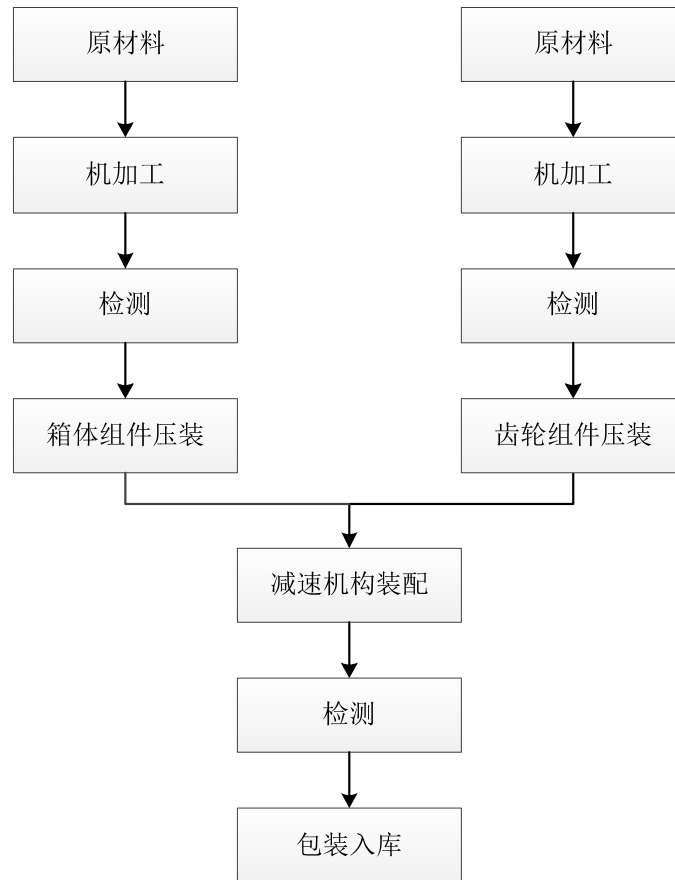 原材料
原材料
机加工
机加工
检测
检测
箱体组件压装
齿轮组件压装
减速机构装配
检测
包装入库